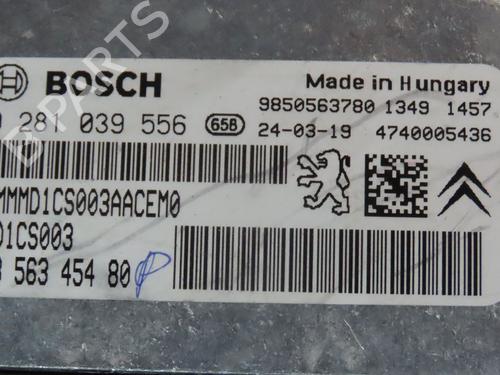 BOSCH
Made in Hungary
9850563780 1349 1457
281 039 556 658 24-03-19 4740005436
MMMD1CS003AACEM0
D1CS003
563 454 80
B-PARTS